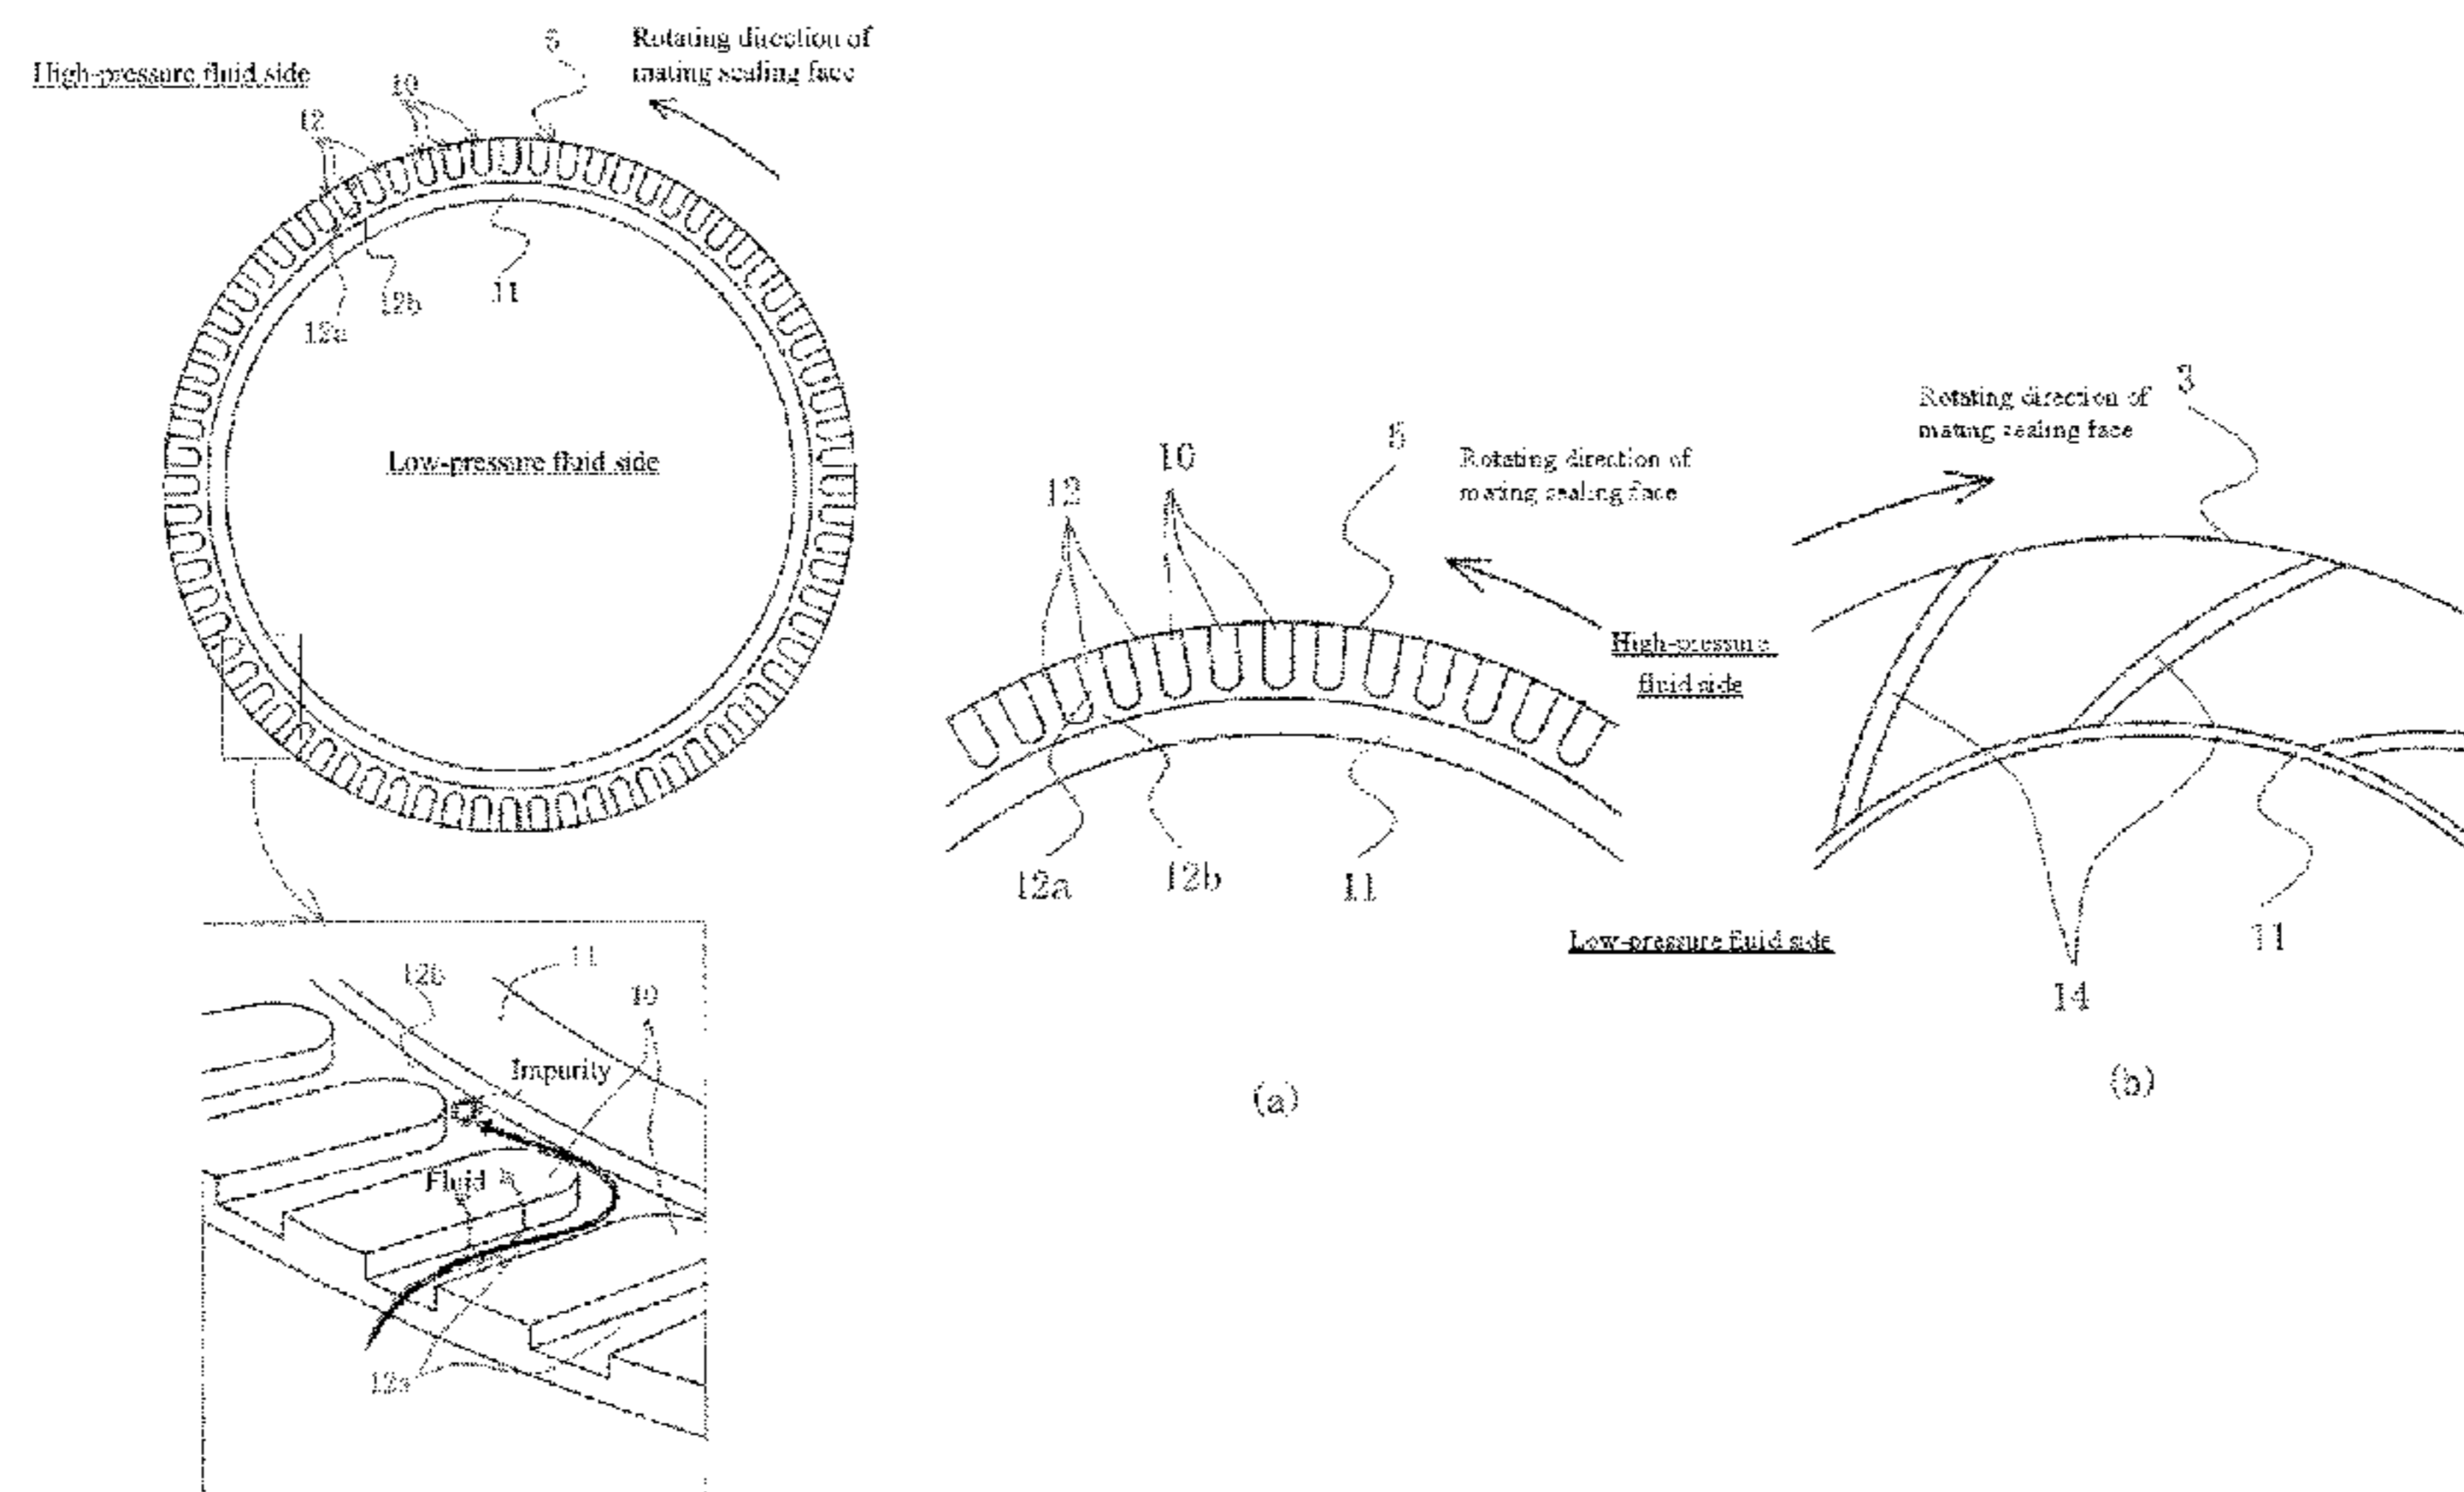 High-pressure fluid side
5
Rotating direction of
mating sealing face
10
12
12b
11
12a
Low-pressure fluid side
12b
11
10
Impurity
Fluid
12a
5
Rotating direction of
mating sealing face
10
12
High-pressure
fluid side
12a
12b
11
Low-pressure fluid side
(a)
Rotating direction of
mating sealing face
3
14
11
(b)